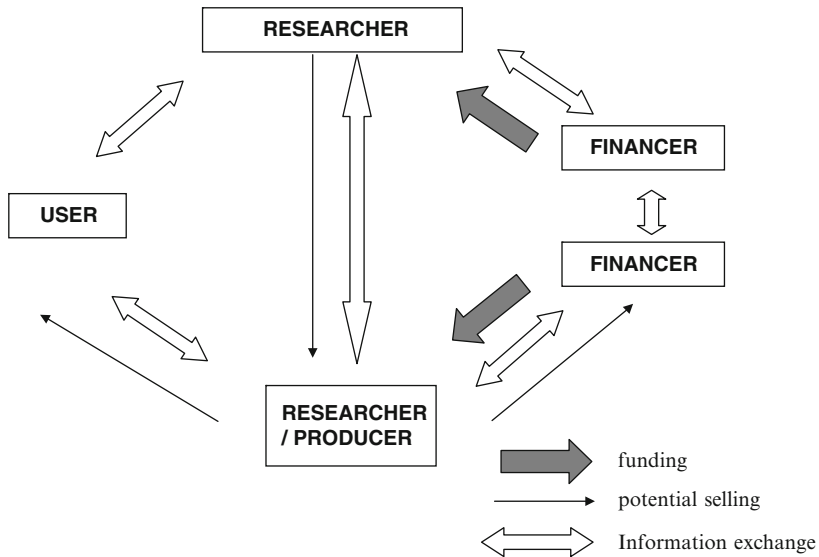 RESEARCHER
FINANCER
USER
FINANCER
RESEARCHER
/ PRODUCER
funding
potential selling
Information exchange